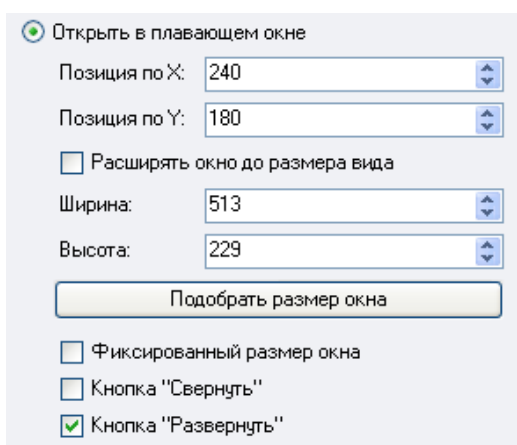 Открыть в плавающем окне
Позиция по X: 240
Позиция по Y: 180
Расширять окно до размера вида
Ширина: 513
Высота: 229
Подобрать размер окна
Фиксированный размер окна
Кнопка "Свернуть"
Кнопка "Развернуть"